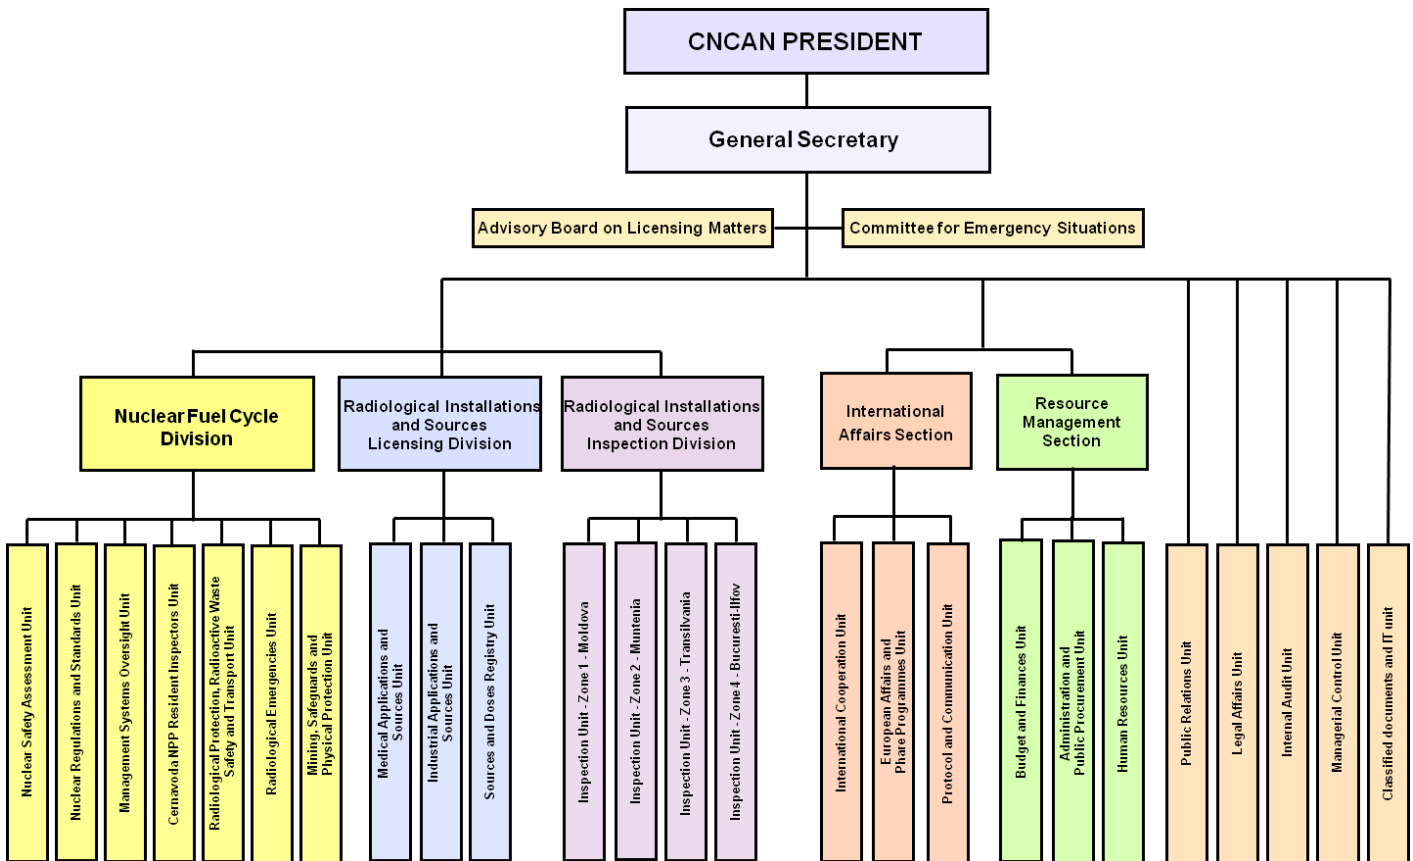 CNCAN PRESIDENT
General Secretary
Advisory Board on Licensing Matters
Committee for Emergency Situations
Nuclear Fuel Cycle
Division
Radiological Installations
and Sources
Licensing Division
Radiological Installations
and Sources
Inspection Division
International
Affairs Section
Resource
Management
Section
Nuclear Safety Assessment Unit
Nuclear Regulations and Standards Unit
Management Systems Oversight Unit
Cernavoda NPP Resident Inspectors Unit
Radiological Protection, Radioactive Waste
Safety and Transport Unit
Radiological Emergencies Unit
Mining, Safeguards and
Physical Protection Unit
Medical Applications and
Sources Unit
Industrial Applications and
Sources Unit
Sources and Doses Registry Unit
Inspection Unit - Zone 1 - Moldova
Inspection Unit - Zone 2 - Muntenia
Inspection Unit - Zone 3 - Transilvania
Inspection Unit - Zone 4 - Bucuresti-Ilfov
International Cooperation Unit
European Affairs and
Phare Programmes Unit
Protocol and Communication Unit
Budget and Finances Unit
Administration and
Public Procurement Unit
Human Resources Unit
Public Relations Unit
Legal Affairs Unit
Internal Audit Unit
Managerial Control Unit
Classified documents and IT unit